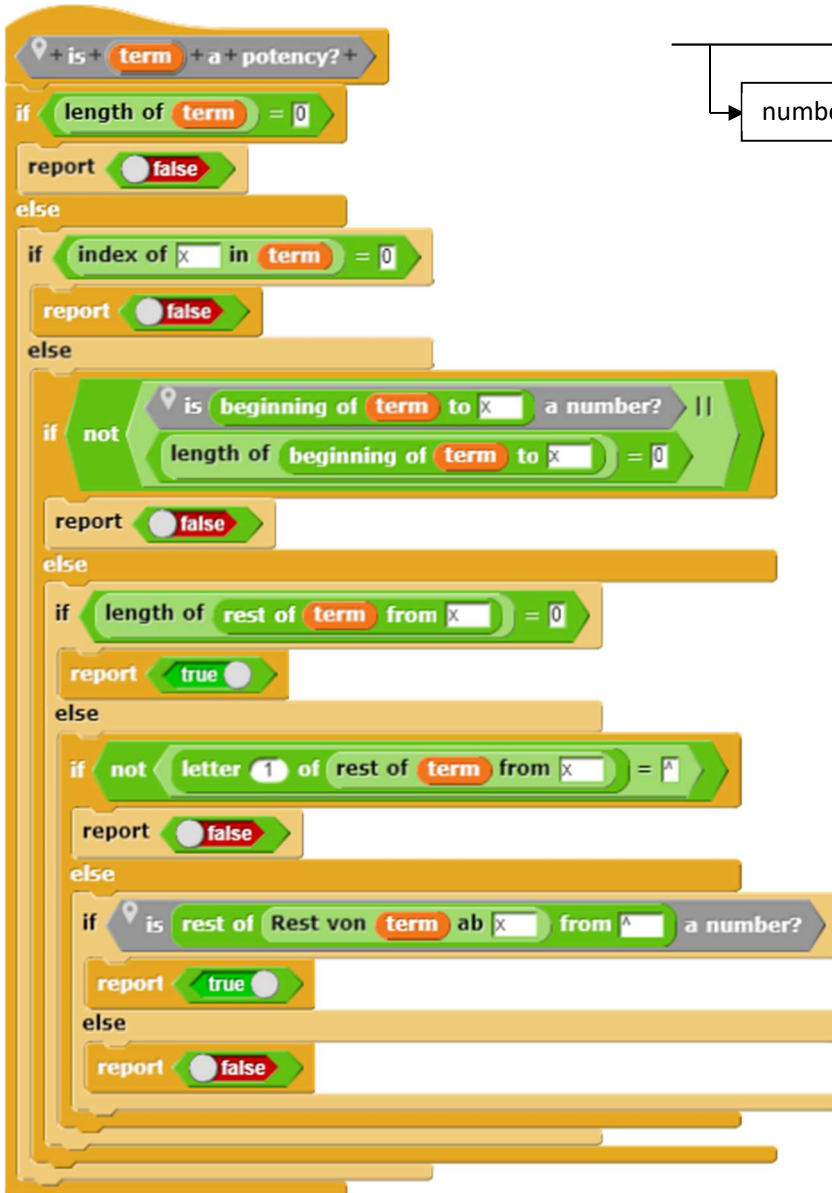 + is + term + a + potency? +
if length of term = 0
report false
else
if index of x in term = 0
report false
else
if not is beginning of term to x a number? ||
length of beginning of term to x = 0
report false
else
if length of rest of term from x = 0
report true
else
if not letter 1 of rest of term from x = ^
report false
else
if is rest of Rest von term ab x from ^ a number?
report true
else
report false